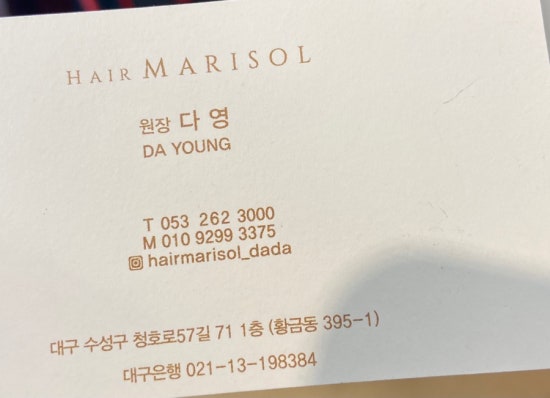 HAIR MARISOL
원장 다 영
DA YOUNG
T 053 262 3000
M 010 9299 3375
hairmarisol_dada
대구 수성구 청호로57길 71 1층 (황금동 395-1)
대구은행 021-13-198384